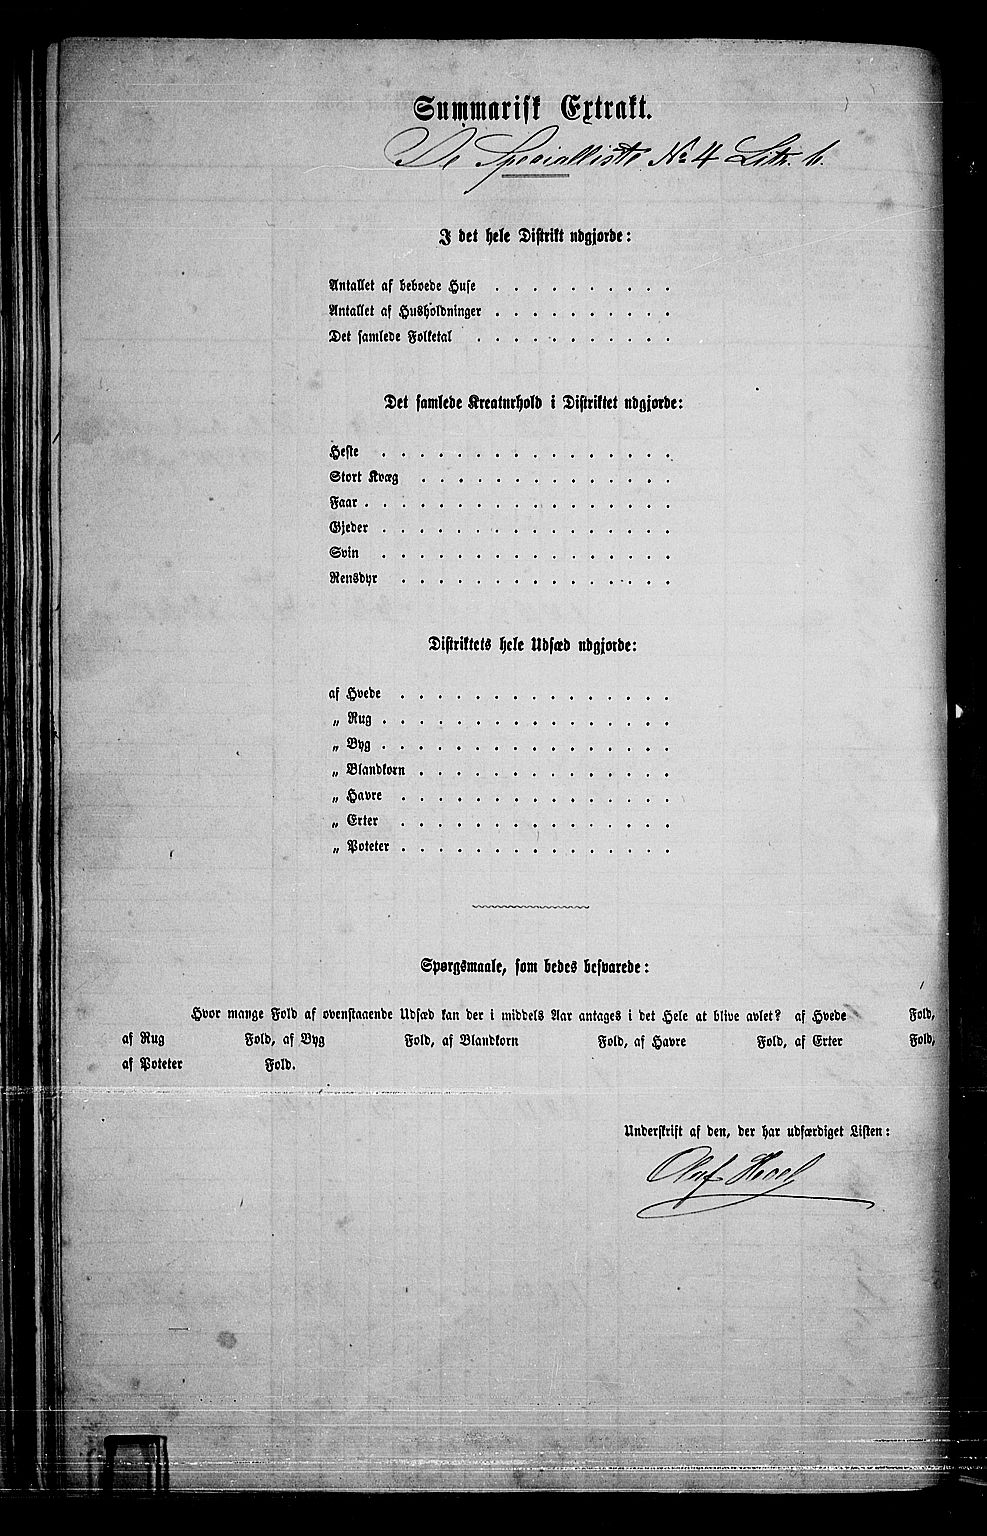 Summarisk Extrakt.
De Specialliste No 4 Litr. b.
I det hele Distrikt udgjorde:
Antallet af beboede Huse . . . . . . . . . .
Antallet af Husholdninger . . . . . . . . . .
Det samlede Folketal . . . . . . . . . . .
Det samlede Kreaturhold i Distriktet udgjorde:
Heste . . . . . . . . . . . . . . . .
Stort Kvæg . . . . . . . . . . . . . .
Faar . . . . . . . . . . . . . . . . .
Gjeder . . . . . . . . . . . . . . . .
Svin . . . . . . . . . . . . . . . .
Rensdyr . . . . . . . . . . . . . . .
Distriktets hele Udsæd udgjorde:
af Hvede . . . . . . . . . . . . . . .
„ Rug . . . . . . . . . . . . . . . .
„ Byg . . . . . . . . . . . . . . . .
„ Blandkorn . . . . . . . . . . . . . .
„ Havre . . . . . . . . . . . . . . .
„ Erter . . . . . . . . . . . . . . .
„ Poteter . . . . . . . . . . . . . . .
Spørgsmaale, som bedes besvarede:
Hvor mange Fold af ovenstaaende Udsæd kan der i middels Aar antages i det Hele at blive avlet? af Hvede Fold,
af Rug Fold, af Byg Fold, af Blandkorn Fold, af Havre Fold, af Erter Fold,
af Poteter Fold.
Underskrift af den, der har udfærdiget Listen:
Oluf Hoel